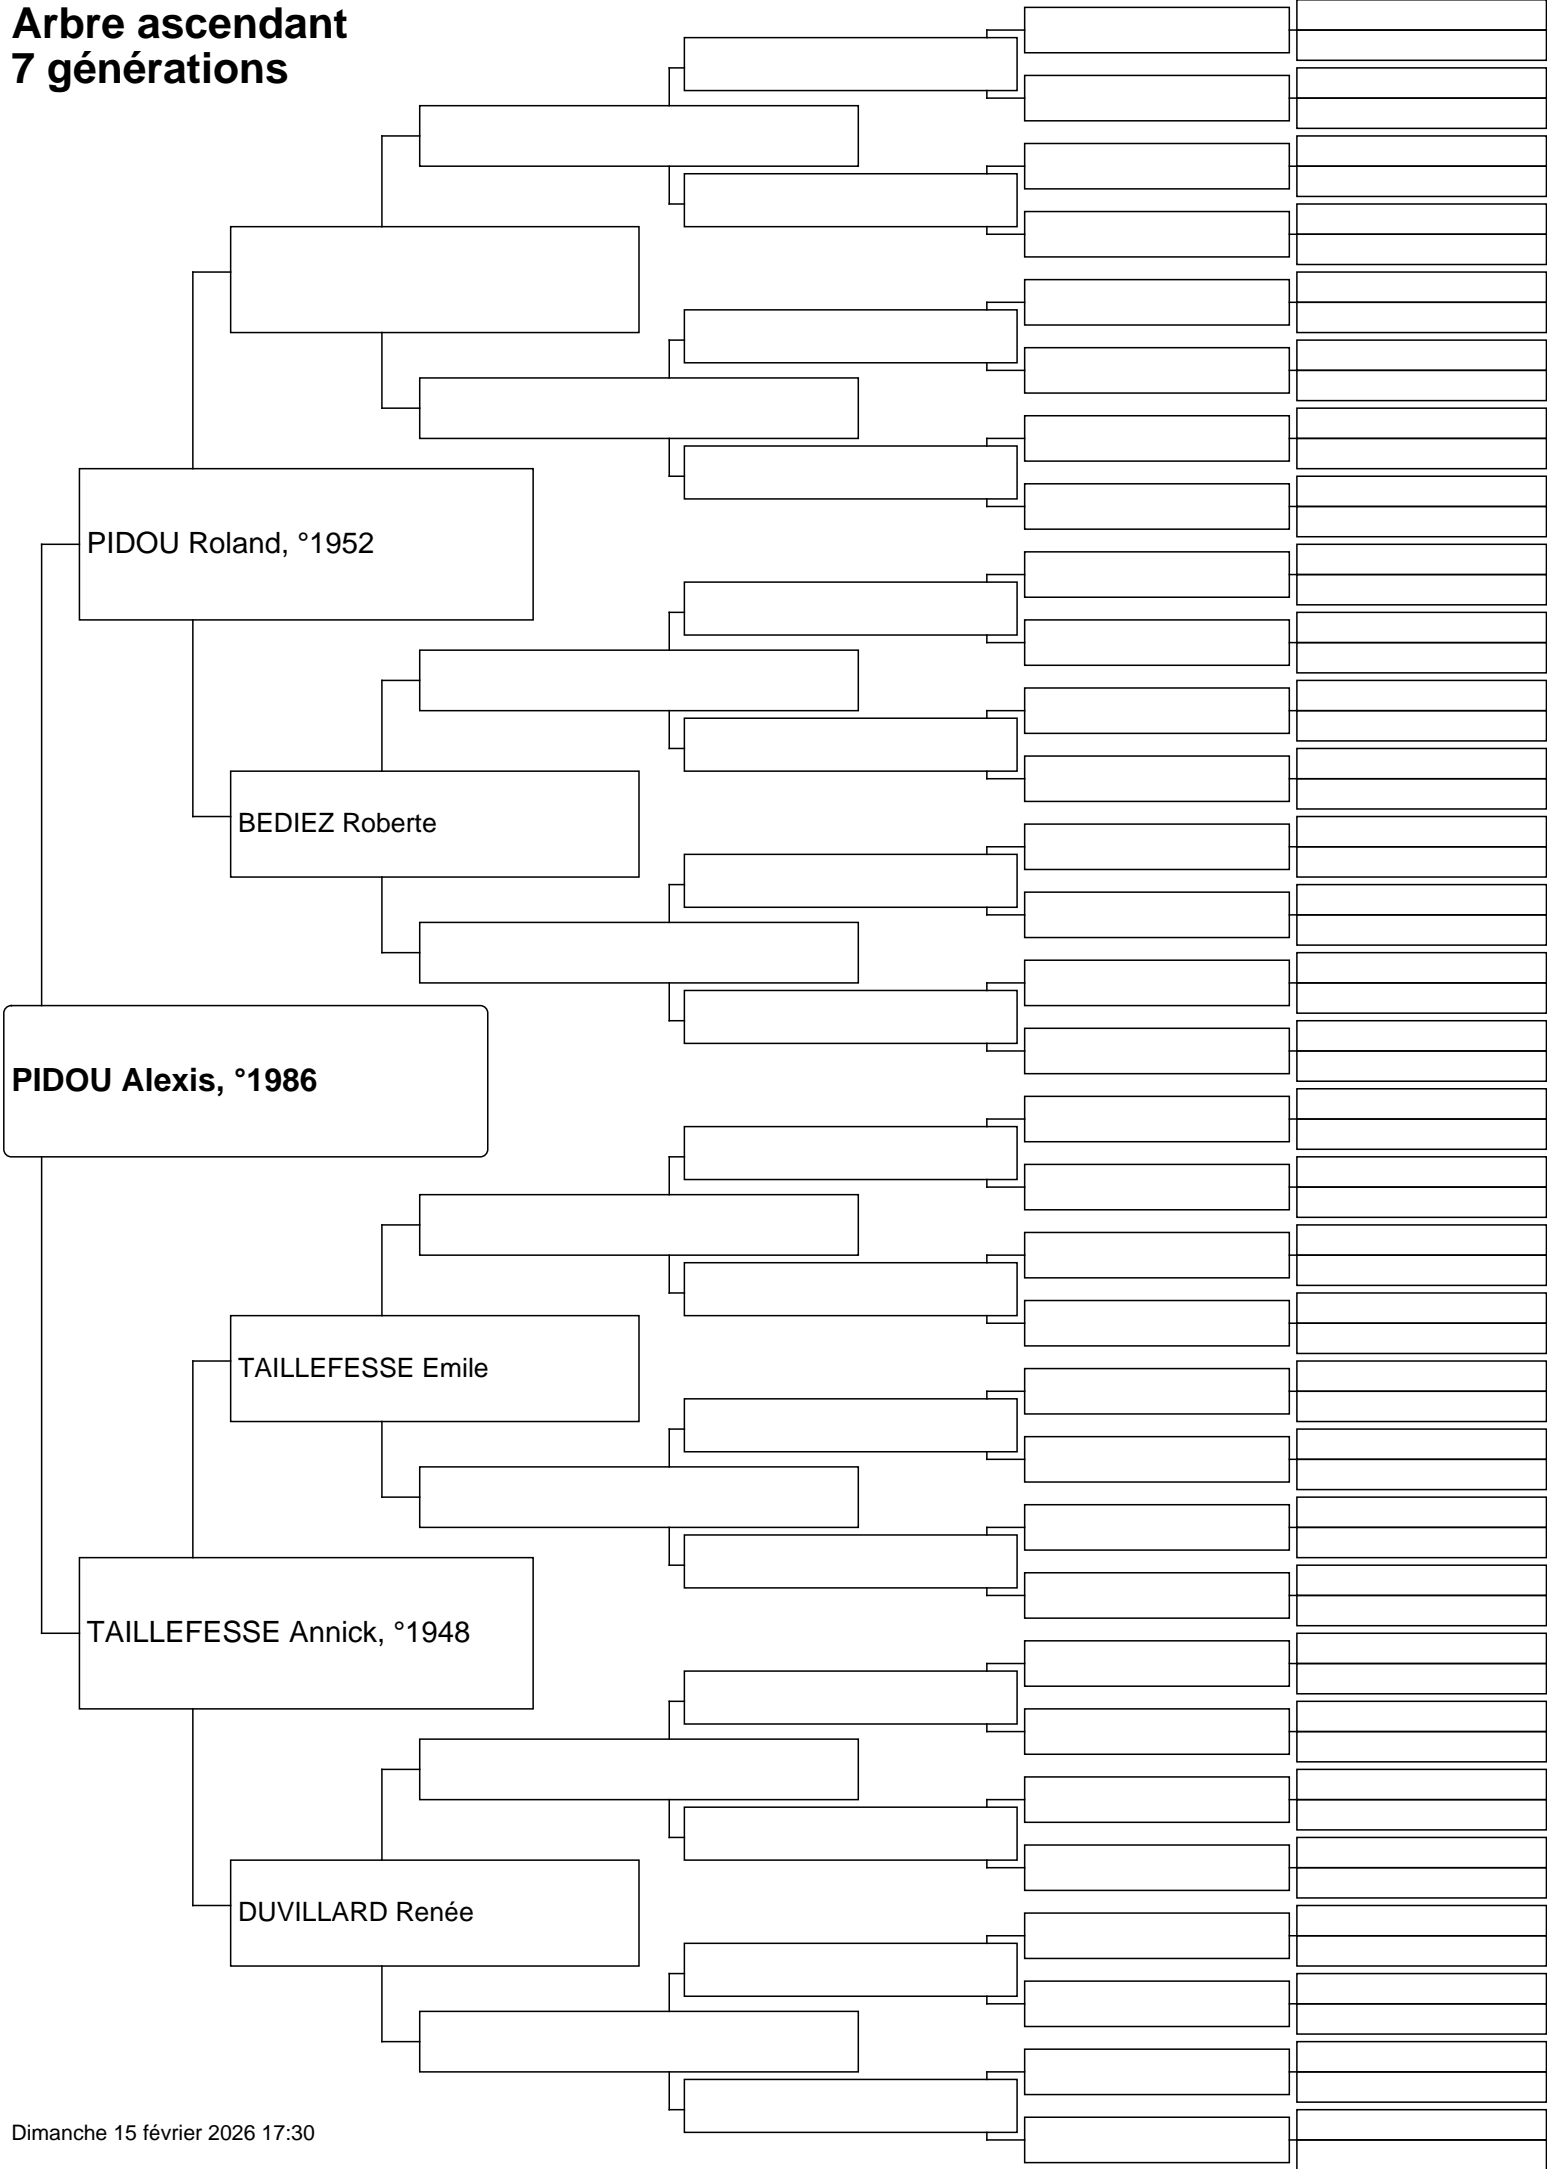 Arbre ascendant
7 générations
PIDOU Roland, °1952
BEDIEZ Roberte
PIDOU Alexis, °1986
TAILLEFESSE Emile
TAILLEFESSE Annick, °1948
DUVILLARD Renée
Dimanche 15 février 2026 17:30